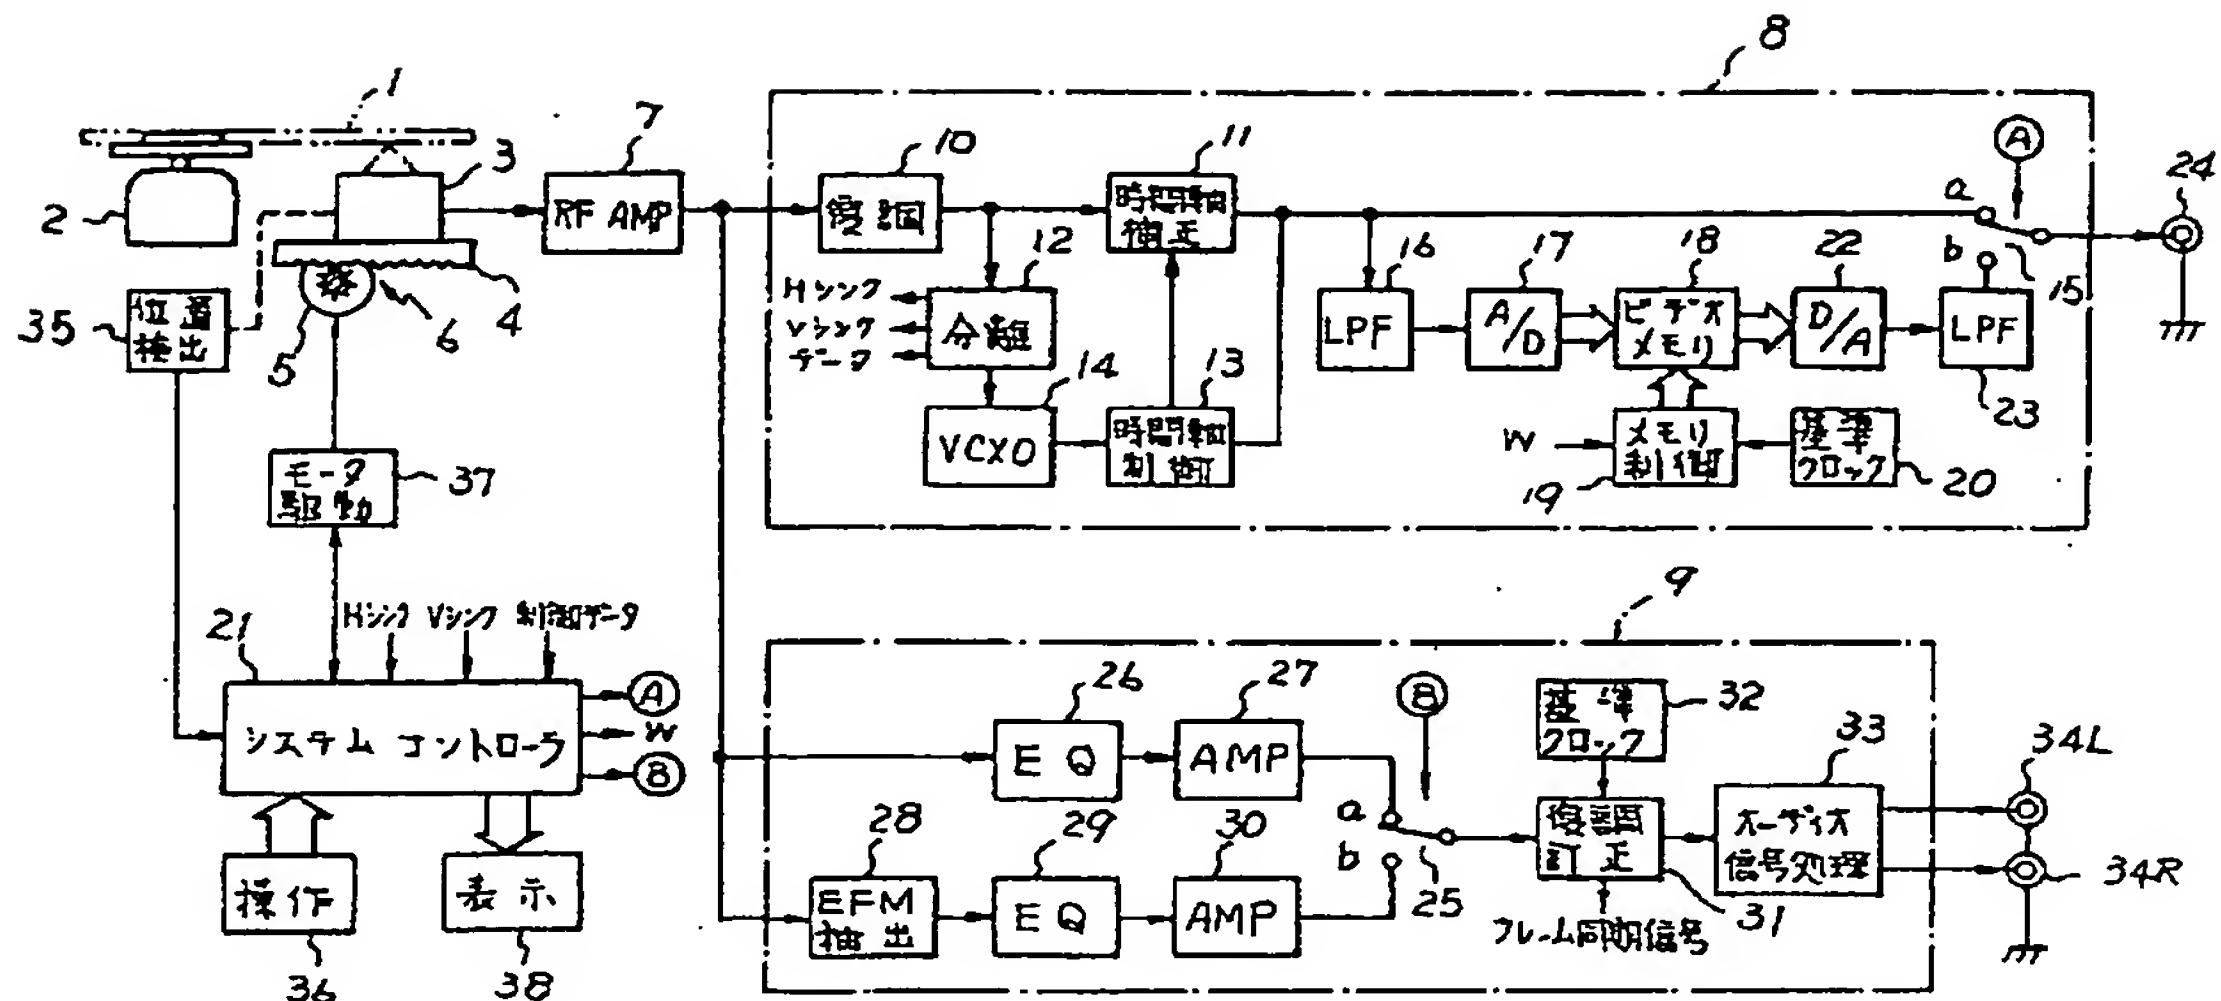 1
8
7
3
10
11
A
24
2
RF AMP
復調
時間軸
補正
a
b
15
12
16
17
18
22
Hシンク
Vシンク
データ
分離
LPF
A/D
ビデオ
メモリ
D/A
LPF
35
位置
検出
5
6
4
14
13
23
VCXO
時間軸
制御
W
メモリ
制御
基準
クロック
19
20
モータ
駆動
37
9
21
Hシンク Vシンク 制御データ
システム コントローラ
A
W
B
26
27
B
基準
クロック
32
33
34L
EQ
AMP
a
b
25
復調
訂正
31
オーディオ
信号処理
34R
28
29
30
EFM
抽出
EQ
AMP
フレーム同期信号
操作
表示
36
38